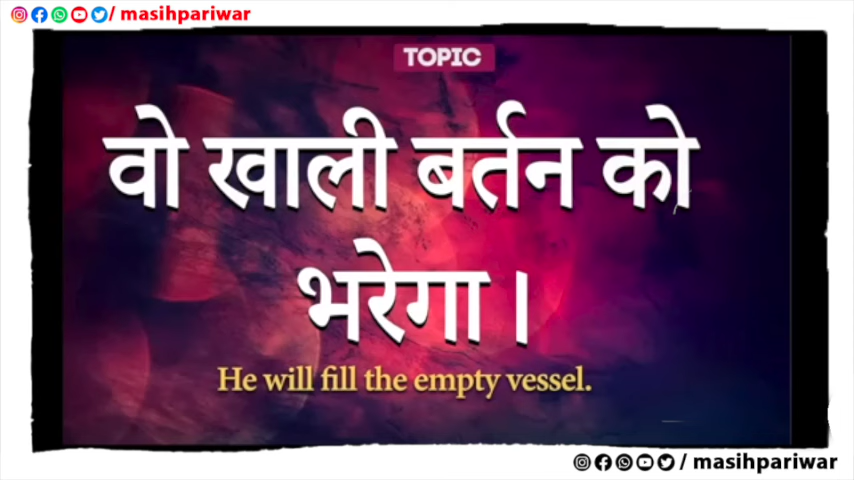 / masihpariwar
TOPIC
वो खाली बर्तन को
भरेगा।
He will fill the empty vessel.
/ masihpariwar